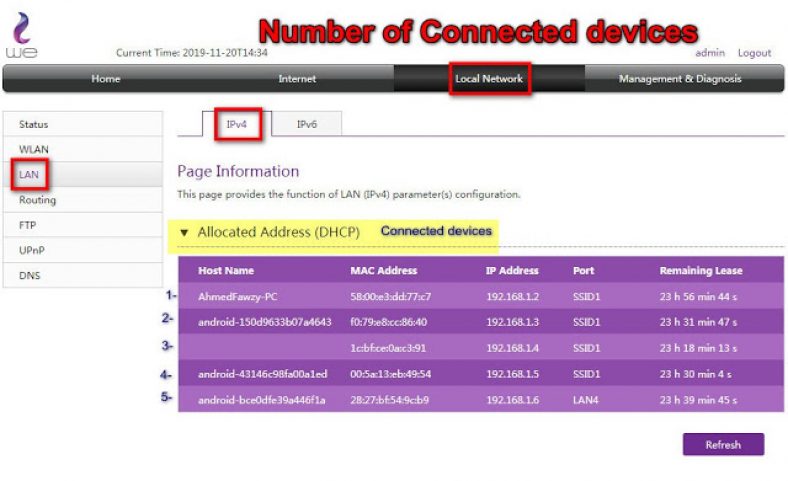 Number of Connected devices
we
Current Time: 2019-11-20T14:34
admin Logout
Home Internet Local Network Management & Diagnosis
Status
WLAN
LAN
Routing
FTP
UPnP
DNS
IPv4 IPv6
Page Information
This page provides the function of LAN (IPv4) parameter(s) configuration.
▼ Allocated Address (DHCP) Connected devices
Host Name MAC Address IP Address Port Remaining Lease
1- AhmedFawzy-PC 58:00:e3:dd:77:c7 192.168.1.2 SSID1 23 h 56 min 44 s
2- android-150d9633b07a4643 f0:79:e8:cc:86:40 192.168.1.3 SSID1 23 h 31 min 47 s
3- 1c:bf:ce:0a:c3:91 192.168.1.4 SSID1 23 h 18 min 13 s
4- android-43146c98fa00a1ed 00:5a:13:eb:49:54 192.168.1.5 SSID1 23 h 30 min 4 s
5- android-bce0dfe39a446f1a 28:27:bf:54:9c:b9 192.168.1.6 LAN4 23 h 39 min 45 s
Refresh